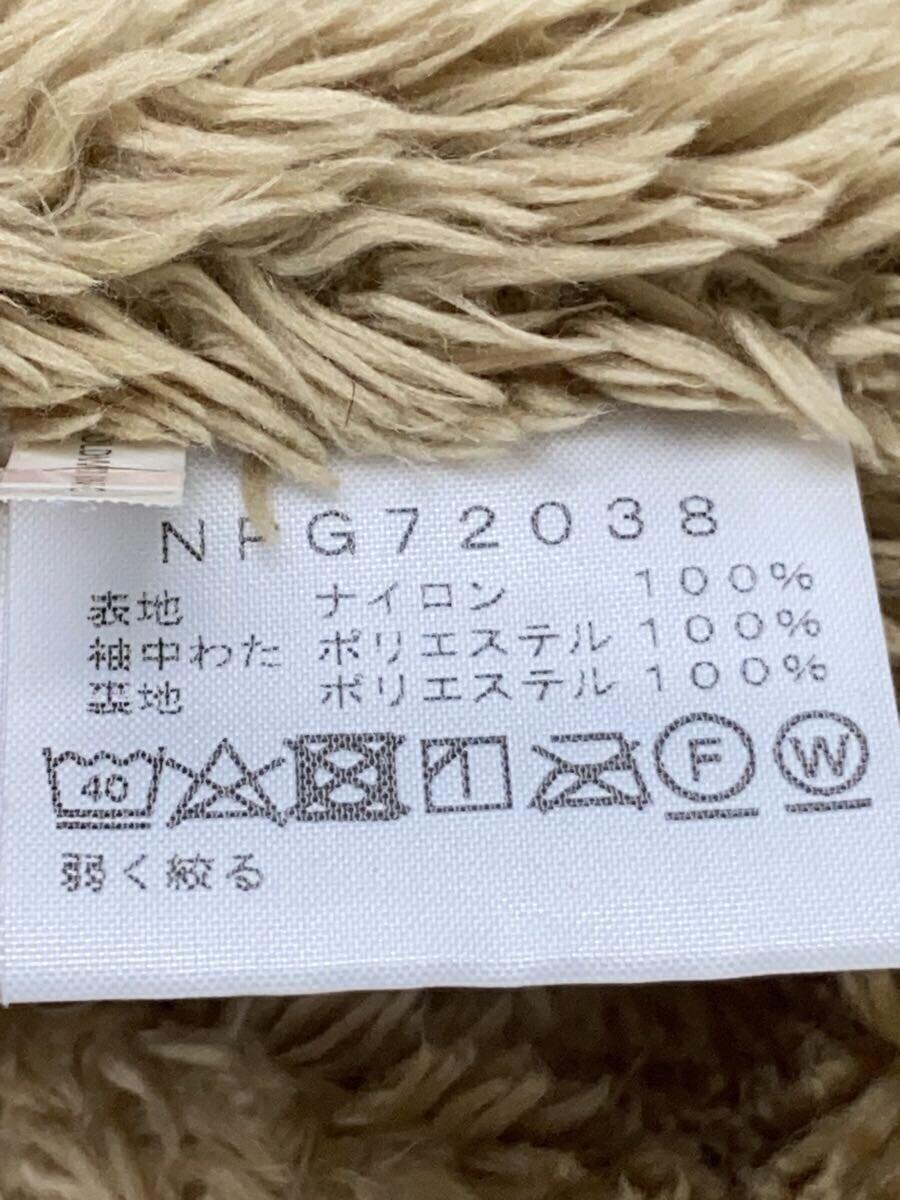 NFG72038
表地 ナイロン 100%
袖中わた ポリエステル 100%
裏地 ポリエステル 100%
40 F W
弱く絞る